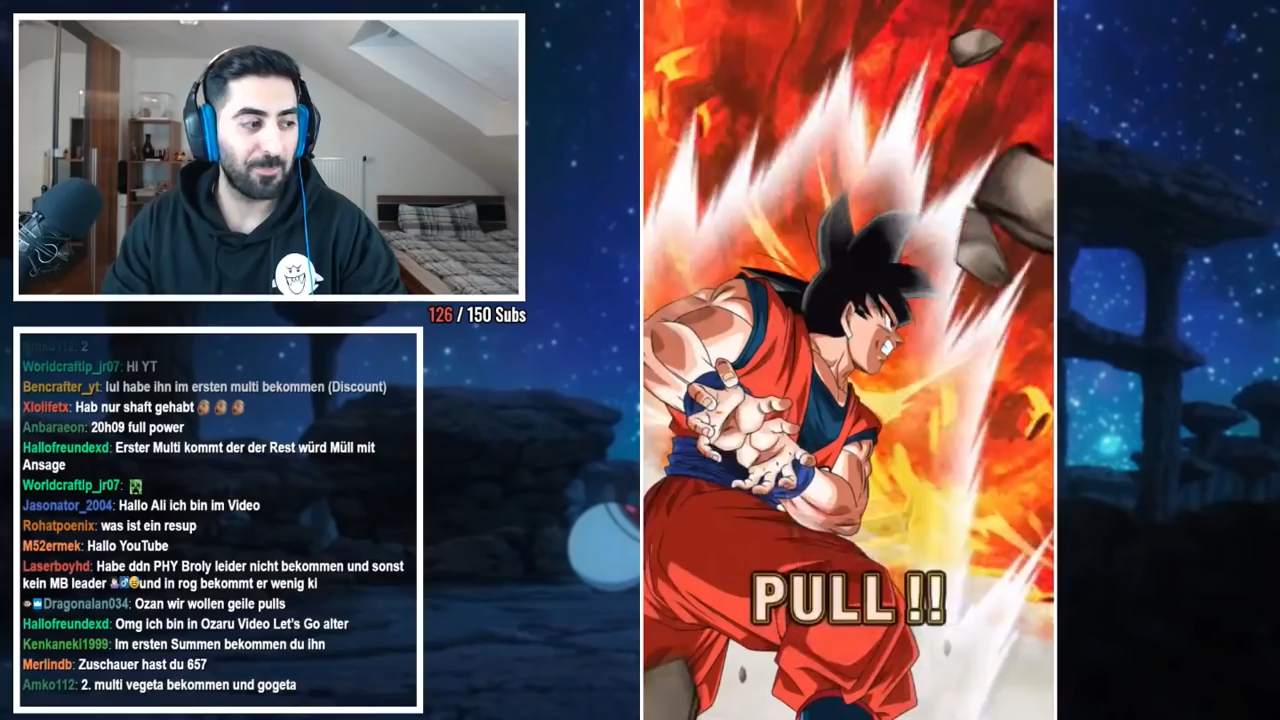 126 / 150 Subs
Amko112: 2
Worldcraftlp_jr07: HI YT
Bencrafter_yt: lul habe ihn im ersten multi bekommen (Discount)
Xlolifetx: Hab nur shaft gehabt
Anbaraeon: 20h09 full power
Hallofreundexd: Erster Multi kommt der der Rest würd Müll mit
Ansage
Worldcraftlp_jr07:
Jasonator_2004: Hallo Ali ich bin im Video
Rohatpoenix: was ist ein resup
M52ermek: Hallo YouTube
Laserboyhd: Habe ddn PHY Broly leider nicht bekommen und sonst
kein MB leader und in rog bekommt er wenig ki
Dragonalan034: Ozan wir wollen geile pulls
Hallofreundexd: Omg ich bin in Ozaru Video Let's Go alter
Kenkaneki1999: Im ersten Summen bekommen du ihn
Merlindb: Zuschauer hast du 657
Amko112: 2. multi vegeta bekommen und gogeta
PULL!!